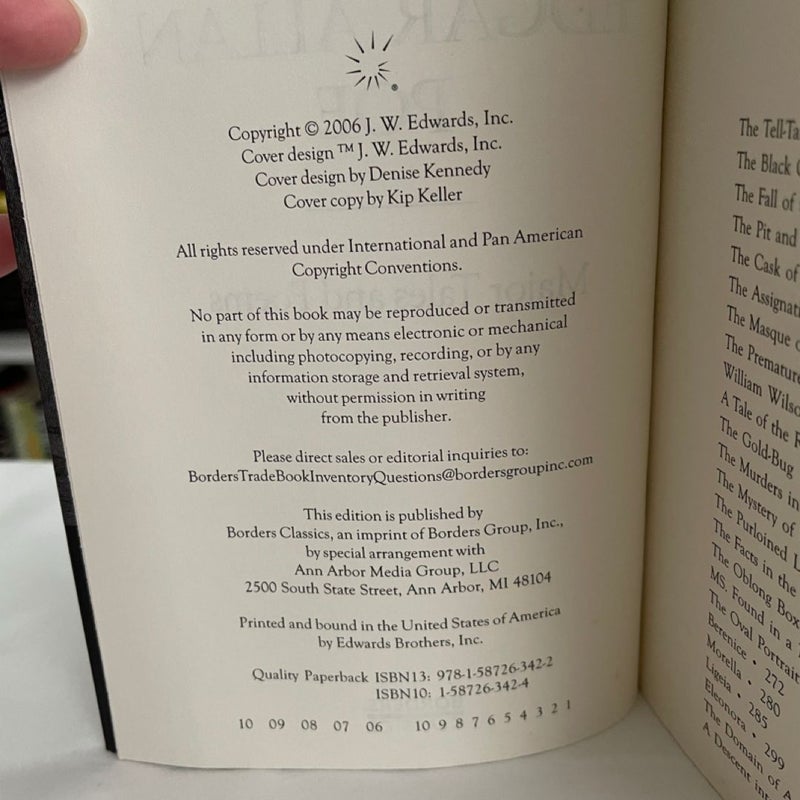 Copyright © 2006 J. W. Edwards, Inc.
Cover design ™ J. W. Edwards, Inc.
Cover design by Denise Kennedy
Cover copy by Kip Keller
All rights reserved under International and Pan American
Copyright Conventions.
No part of this book may be reproduced or transmitted
in any form or by any means electronic or mechanical
including photocopying, recording, or by any
information storage and retrieval system,
without permission in writing
from the publisher.
Please direct sales or editorial inquiries to:
BordersTradeBookInventoryQuestions@bordersgroupinc.com
This edition is published by
Borders Classics, an imprint of Borders Group, Inc.,
by special arrangement with
Ann Arbor Media Group, LLC
2500 South State Street, Ann Arbor, MI 48104
Printed and bound in the United States of America
by Edwards Brothers, Inc.
Quality Paperback ISBN13: 978-1-58726-342-2
ISBN10: 1-58726-342-4
10 09 08 07 06 10 9 8 7 6 5 4 3 2 1
The Tell-Ta
The Black
The Fall of
The Pit and
The Cask of
The Assignati
The Masque
The Premature
William Wilso
A Tale of the R
The Gold-Bug
The Murders in
The Mystery of
The Purloined L
The Facts in the
The Oblong Box
MS. Found in a
The Oval Portrait
Berenice • 272
Morella • 280
Ligeia • 285
Eleonora • 299
The Domain of A
A Descent int